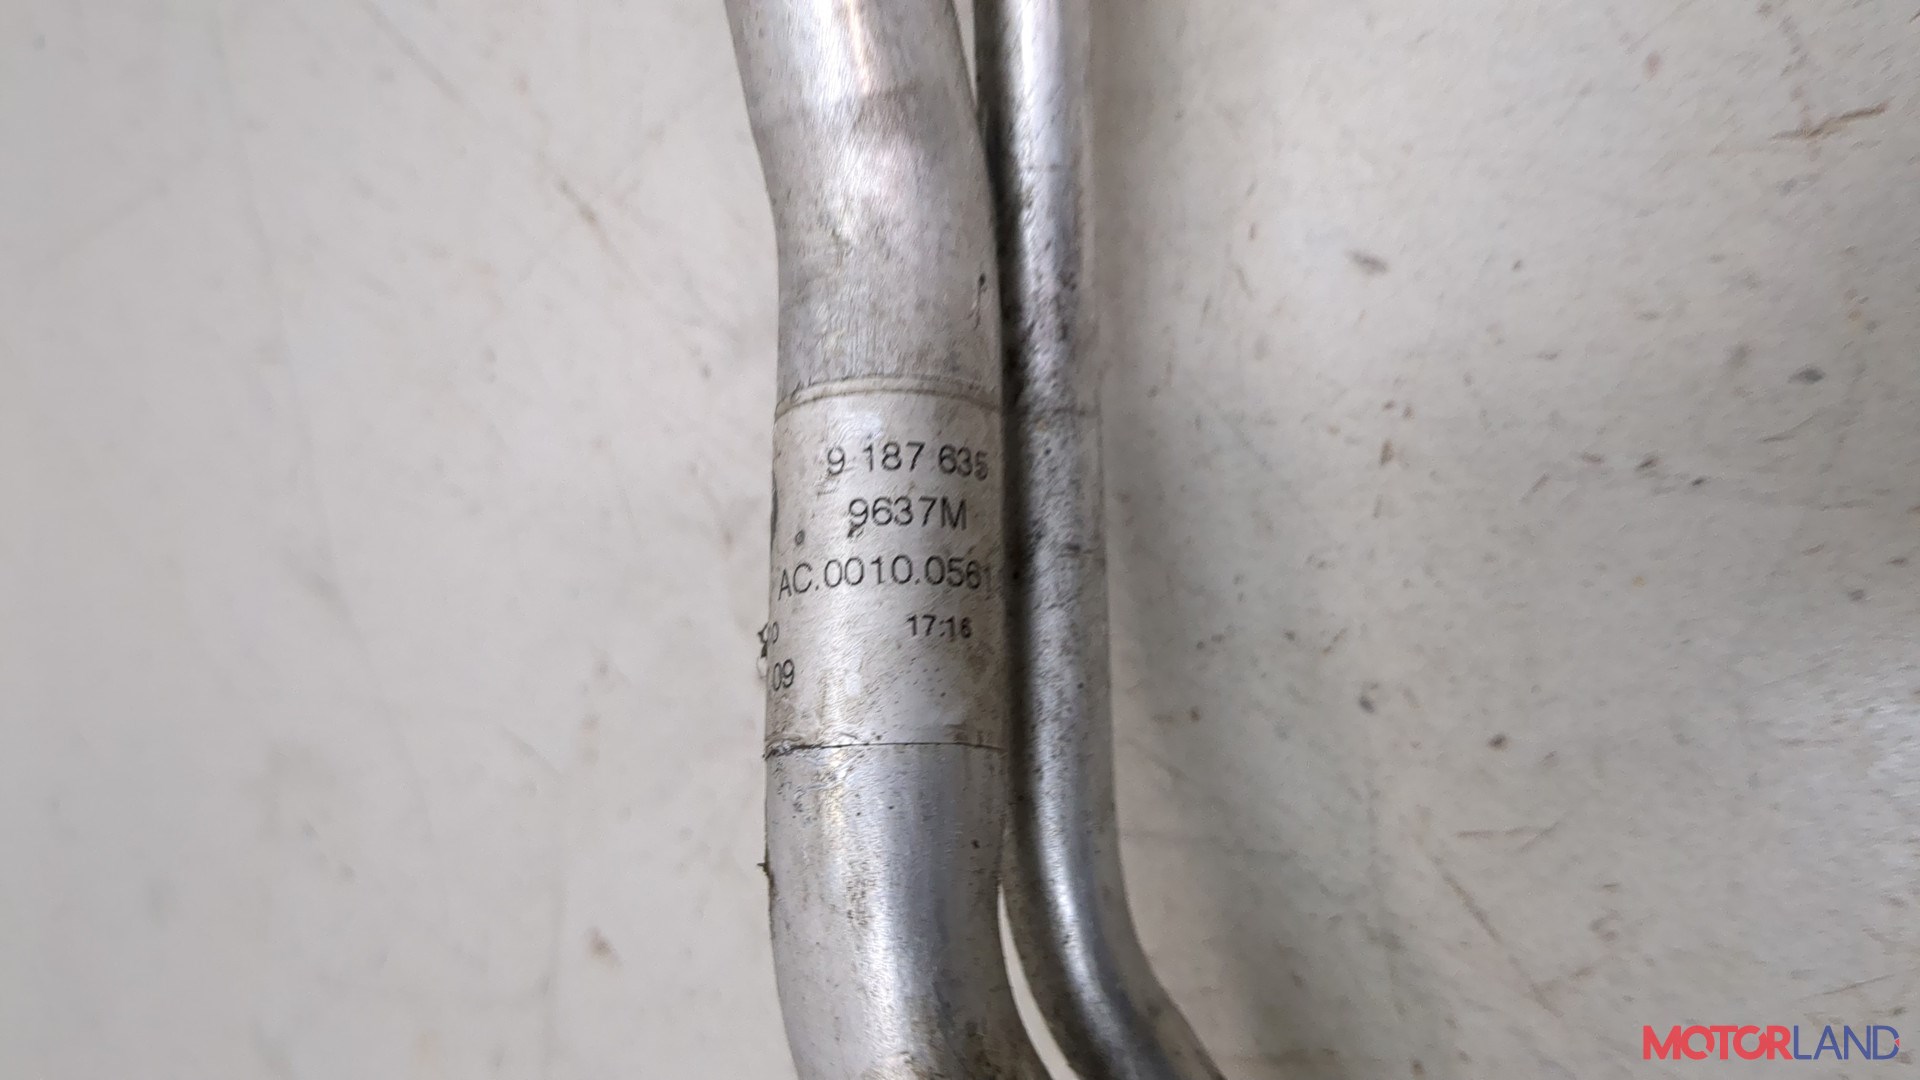 9 187 635
9637M
AC.0010.0561
17:16
09
MOTORLAND